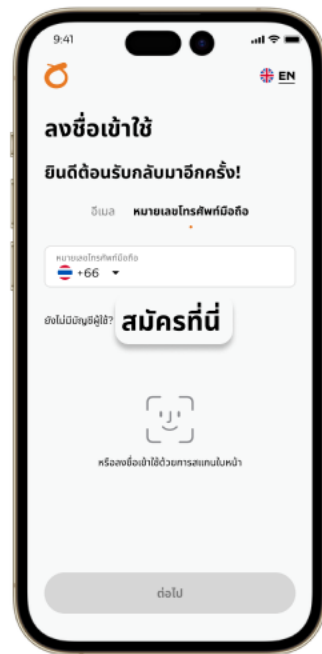 9:41
EN
ลงชื่อเข้าใช้
ยินดีต้อนรับกลับมาอีกครั้ง!
อีเมล หมายเลขโทรศัพท์มือถือ
หมายเลขโทรศัพท์มือถือ
+66
ยังไม่มีบัญชีผู้ใช้? สมัครที่นี่
หรือลงชื่อเข้าใช้ด้วยการสแกนใบหน้า
ต่อไป